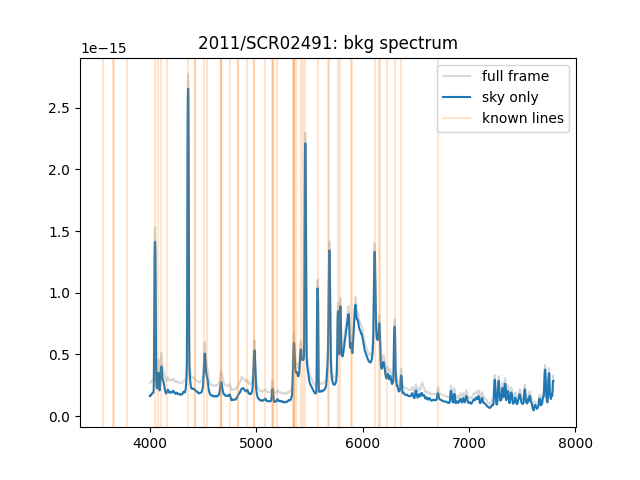 2011/SCR02491: bkg spectrum
1e−15
full frame
sky only
known lines
2.5
2.0
1.5
1.0
0.5
0.0
4000 5000 6000 7000 8000